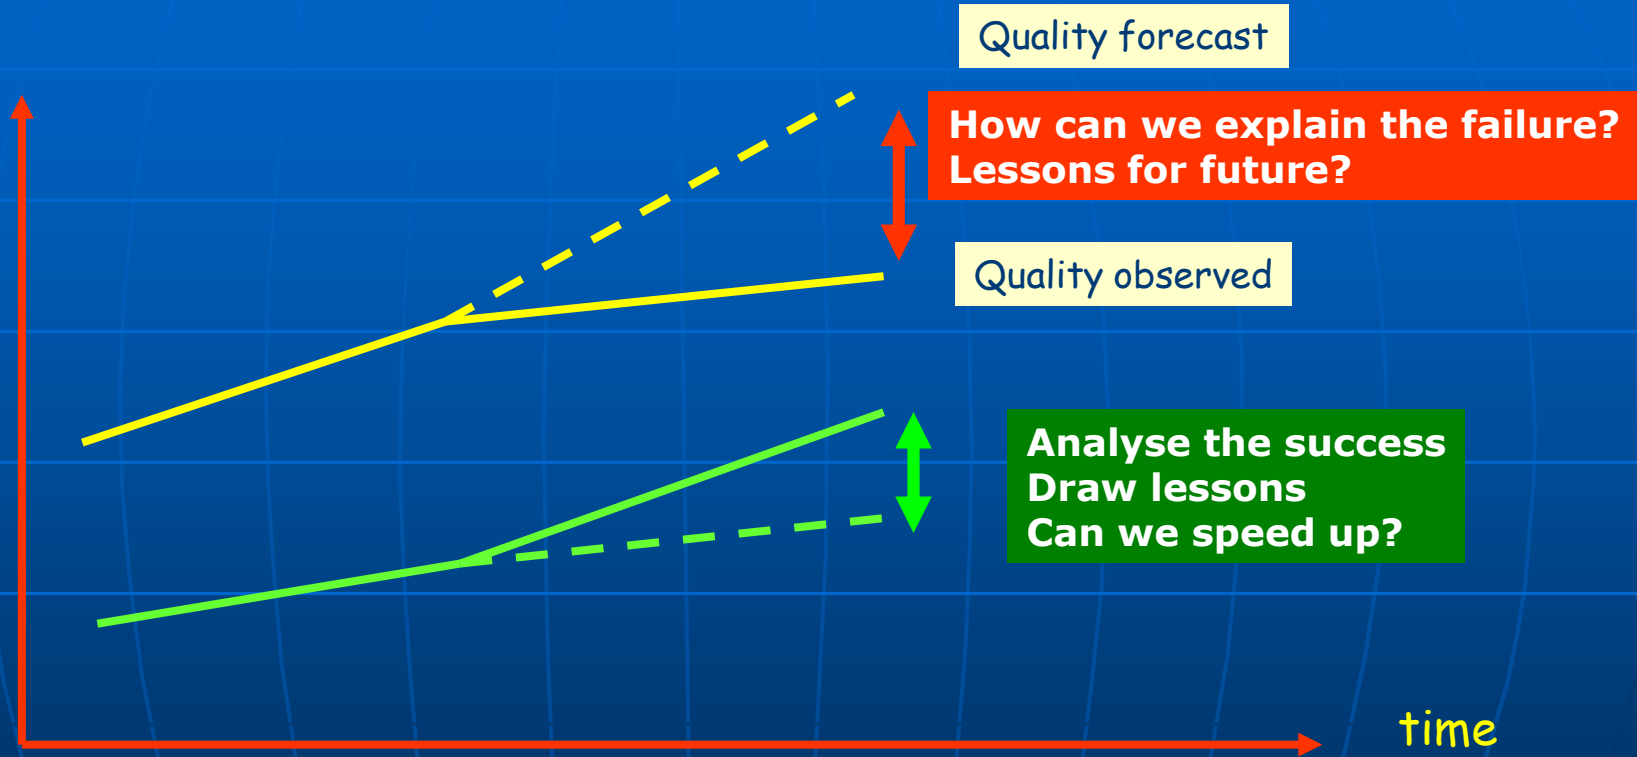 Quality forecast
How can we explain the failure?
Lessons for future?
Quality observed
Analyse the success
Draw lessons
Can we speed up?
time